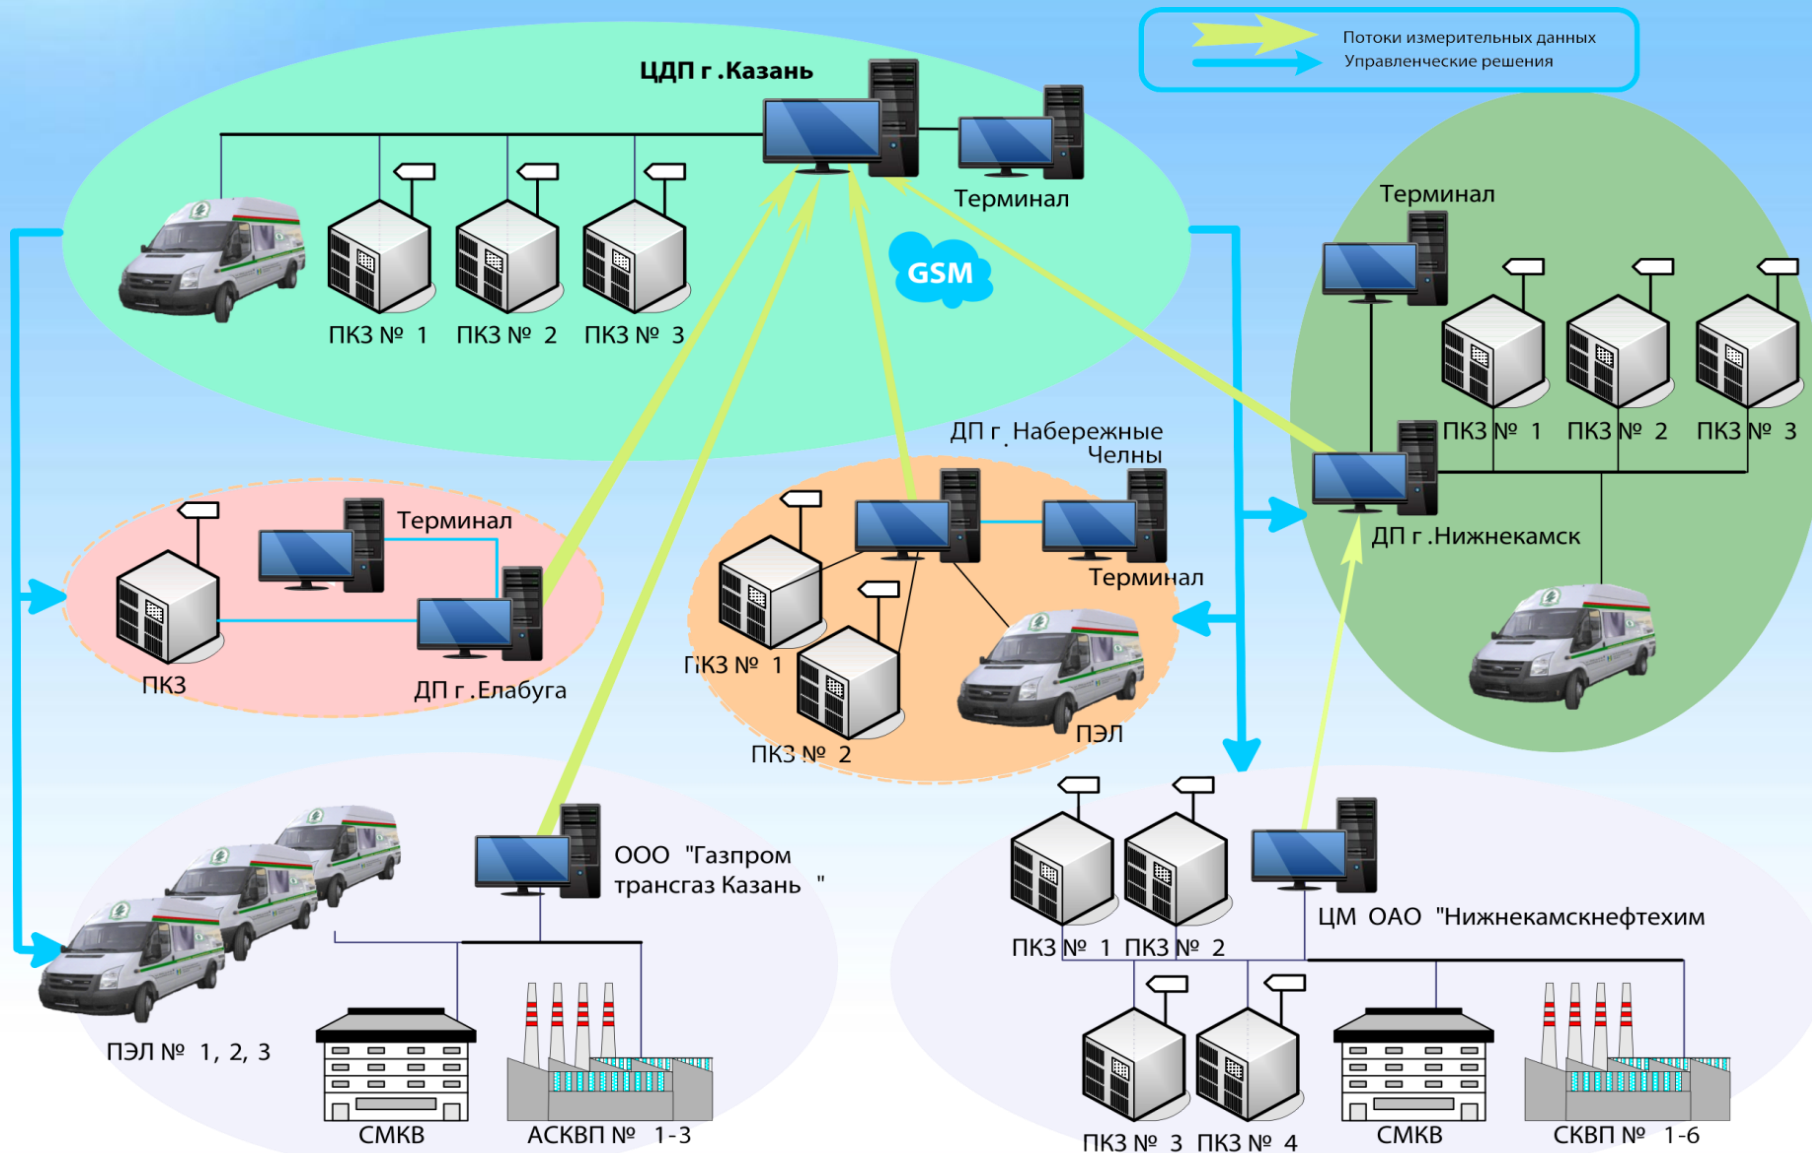 Потоки измерительных данных
Управленческие решения
ЦДП г.Казань
Терминал
GSM
ПКЗ № 1
ПКЗ № 2
ПКЗ № 3
Терминал
ПКЗ № 1
ПКЗ № 2
ПКЗ № 3
ДП г.Нижнекамск
ДП г.Набережные
Челны
Терминал
ПКЗ № 1
ПКЗ № 2
ПЭЛ
Терминал
ПКЗ
ДП г.Елабуга
ООО "Газпром
трансгаз Казань "
ПЭЛ № 1, 2, 3
СМКВ
АСКВП № 1-3
ЦМ ОАО "Нижнекамскнефтехим
ПКЗ № 1
ПКЗ № 2
ПКЗ № 3
ПКЗ № 4
СМКВ
СКВП № 1-6